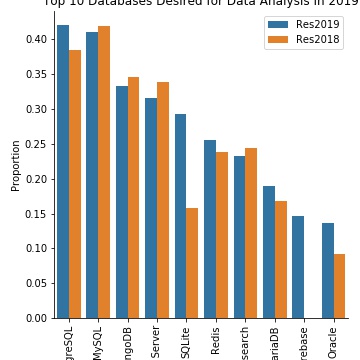 Top 10 Databases Desired for Data Analysis in 2019
Res2019
Res2018
Proportion
0.40
0.35
0.30
0.25
0.20
0.15
0.10
0.05
0.00
greSQL
MySQL
ngoDB
Server
SQLite
Redis
search
ariaDB
rebase
Oracle